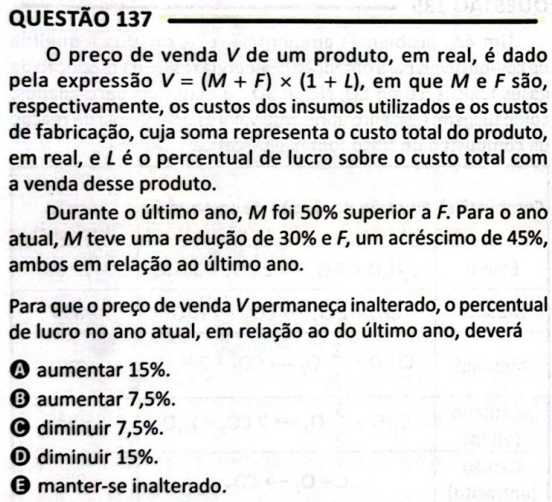 QUESTÃO 137
O preço de venda V de um produto, em real, é dado
pela expressão V = (M + F) × (1 + L), em que M e F são,
respectivamente, os custos dos insumos utilizados e os custos
de fabricação, cuja soma representa o custo total do produto,
em real, e L é o percentual de lucro sobre o custo total com
a venda desse produto.
Durante o último ano, M foi 50% superior a F. Para o ano
atual, M teve uma redução de 30% e F, um acréscimo de 45%,
ambos em relação ao último ano.
Para que o preço de venda V permaneça inalterado, o percentual
de lucro no ano atual, em relação ao do último ano, deverá
A aumentar 15%.
B aumentar 7,5%.
C diminuir 7,5%.
D diminuir 15%.
E manter-se inalterado.